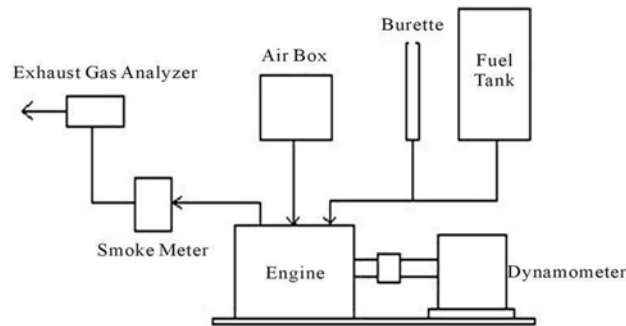 Burette
Fuel
Tank
Air Box
Exhaust Gas Analyzer
Smoke Meter
Engine
Dynamometer